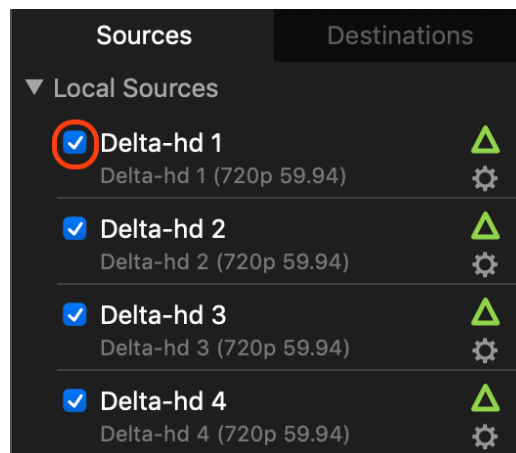 Sources Destinations
Local Sources
Delta-hd 1
Delta-hd 1 (720p 59.94)
Delta-hd 2
Delta-hd 2 (720p 59.94)
Delta-hd 3
Delta-hd 3 (720p 59.94)
Delta-hd 4
Delta-hd 4 (720p 59.94)